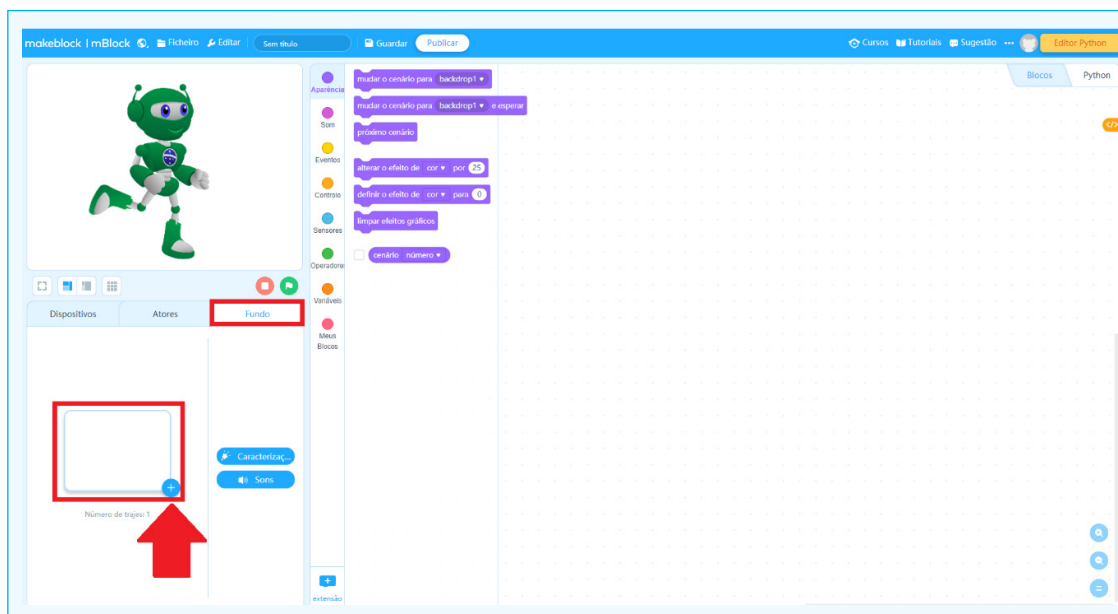 makeblock | mBlock Ficheiro Editar Sem título Guardar Publicar Cursos Tutoriais Sugestão Editor Python
Blocos Python
Aparência
Som
Eventos
Controlo
Sensores
Operadores
Variáveis
Meus
Blocos
extensão
mudar o cenário para backdrop1
mudar o cenário para backdrop1 e esperar
próximo cenário
alterar o efeito de cor por 25
definir o efeito de cor para 0
limpar efeitos gráficos
cenário número
Dispositivos Atores Fundo
Caracterizaç...
Sons
Número de trajes: 1